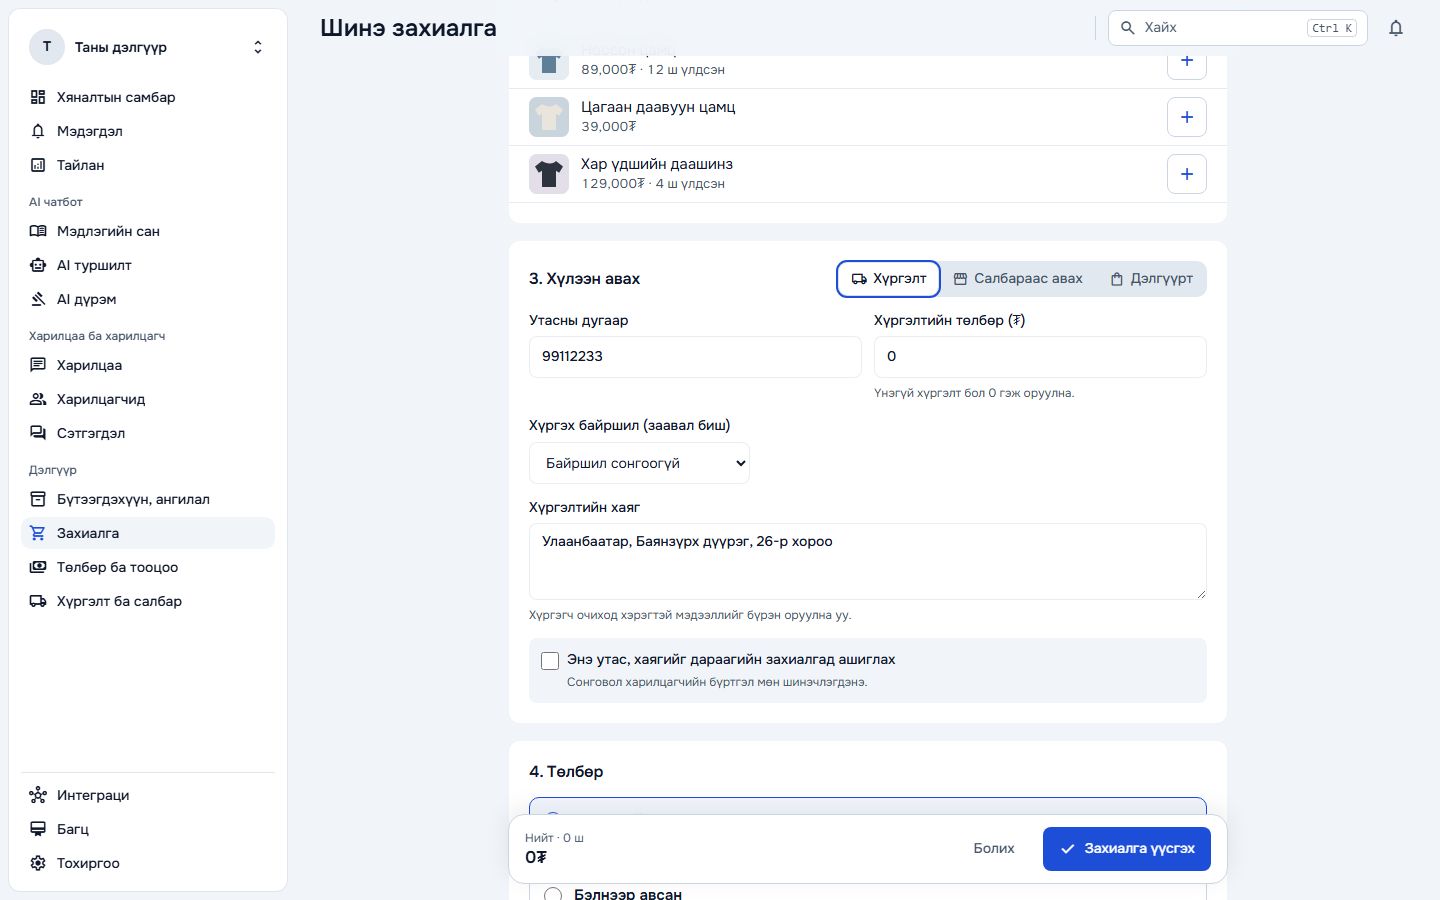 T
Таны дэлгүүр
Хяналтын самбар
Мэдэгдэл
Тайлан
AI чатбот
Мэдлэгийн сан
AI туршилт
AI дүрэм
Харилцаа ба харилцагч
Харилцаа
Харилцагчид
Сэтгэгдэл
Дэлгүүр
Бүтээгдэхүүн, ангилал
Захиалга
Төлбөр ба тооцоо
Хүргэлт ба салбар
Интеграци
Багц
Тохиргоо
Шинэ захиалга
Хайх
Ctrl K
89,000₮ · 12 ш үлдсэн
Цагаан даавуун цамц
39,000₮
Хар үдшийн даашинз
129,000₮ · 4 ш үлдсэн
3. Хүлээн авах
Хүргэлт
Салбараас авах
Дэлгүүрт
Утасны дугаар
Хүргэлтийн төлбөр (₮)
99112233
0
Үнэгүй хүргэлт бол 0 гэж оруулна.
Хүргэх байршил (заавал биш)
Байршил сонгоогүй
Хүргэлтийн хаяг
Улаанбаатар, Баянзүрх дүүрэг, 26-р хороо
Хүргэгч очиход хэрэгтэй мэдээллийг бүрэн оруулна уу.
Энэ утас, хаягийг дараагийн захиалгад ашиглах
Сонговол харилцагчийн бүртгэл мөн шинэчлэгдэнэ.
4. Төлбөр
Нийт · 0 ш
0₮
Болих
Захиалга үүсгэх
Бэлнээр авсан